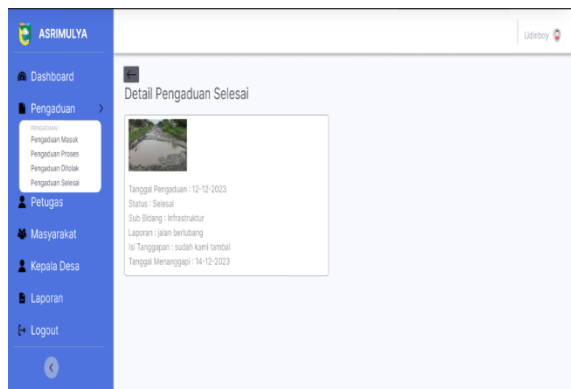 ASRIMULYA
Udinboy
Dashboard
Pengaduan
PENGADUAN :
Pengaduan Masuk
Pengaduan Proses
Pengaduan Ditolak
Pengaduan Selesai
Petugas
Masyarakat
Kepala Desa
Laporan
Logout
Detail Pengaduan Selesai
Tanggal Pengaduan : 12-12-2023
Status : Selesai
Sub Bidang : Infrastruktur
Laporan : jalan berlubang
Isi Tanggapan : sudah kami tambal
Tanggal Menanggapi : 14-12-2023